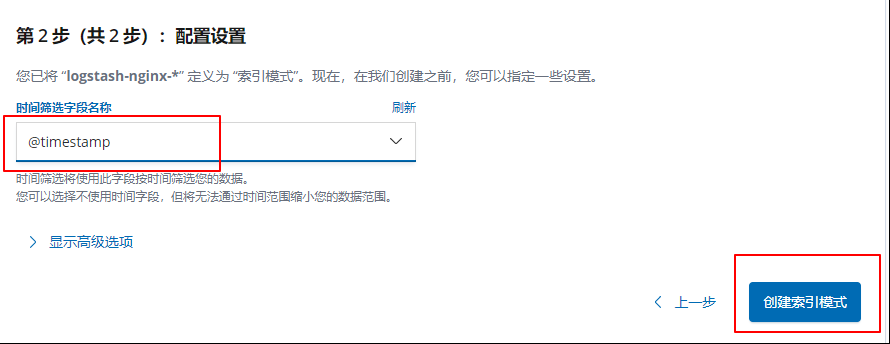 第 2 步（共 2 步）：配置设置
您已将 “logstash-nginx-*” 定义为 “索引模式”。现在，在我们创建之前，您可以指定一些设置。
时间筛选字段名称 刷新
@timestamp
时间筛选将使用此字段按时间筛选您的数据。
您可以选择不使用时间字段，但将无法通过时间范围缩小您的数据范围。
显示高级选项
上一步 创建索引模式